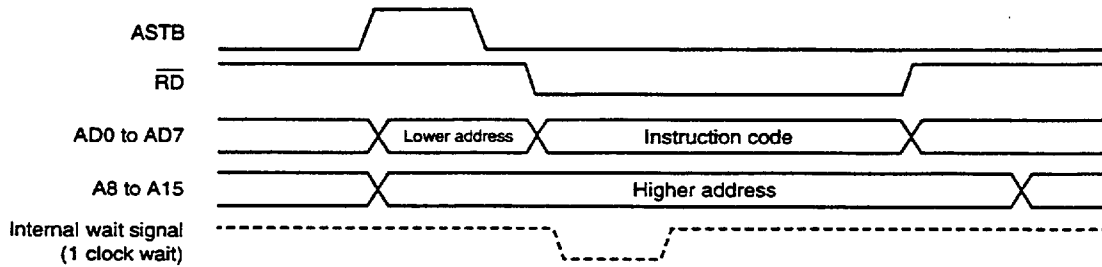 ASTB
RD
AD0 to AD7
Lower address
Instruction code
A8 to A15
Higher address
Internal wait signal
(1 clock wait)